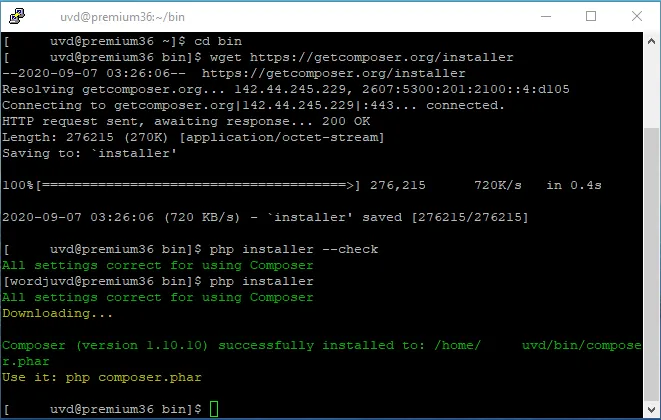 uvd@premium36:~/bin
[ uvd@premium36 ~]$ cd bin
[ uvd@premium36 bin]$ wget https://getcomposer.org/installer
--2020-09-07 03:26:06--  https://getcomposer.org/installer
Resolving getcomposer.org... 142.44.245.229, 2607:5300:201:2100::4:d105
Connecting to getcomposer.org|142.44.245.229|:443... connected.
HTTP request sent, awaiting response... 200 OK
Length: 276215 (270K) [application/octet-stream]
Saving to: `installer'
100%[======================================>] 276,215      720K/s   in 0.4s
2020-09-07 03:26:06 (720 KB/s) - `installer' saved [276215/276215]
[ uvd@premium36 bin]$ php installer --check
All settings correct for using Composer
[wordjuvd@premium36 bin]$ php installer
All settings correct for using Composer
Downloading...
Composer (version 1.10.10) successfully installed to: /home/ uvd/bin/compose
r.phar
Use it: php composer.phar
[ uvd@premium36 bin]$